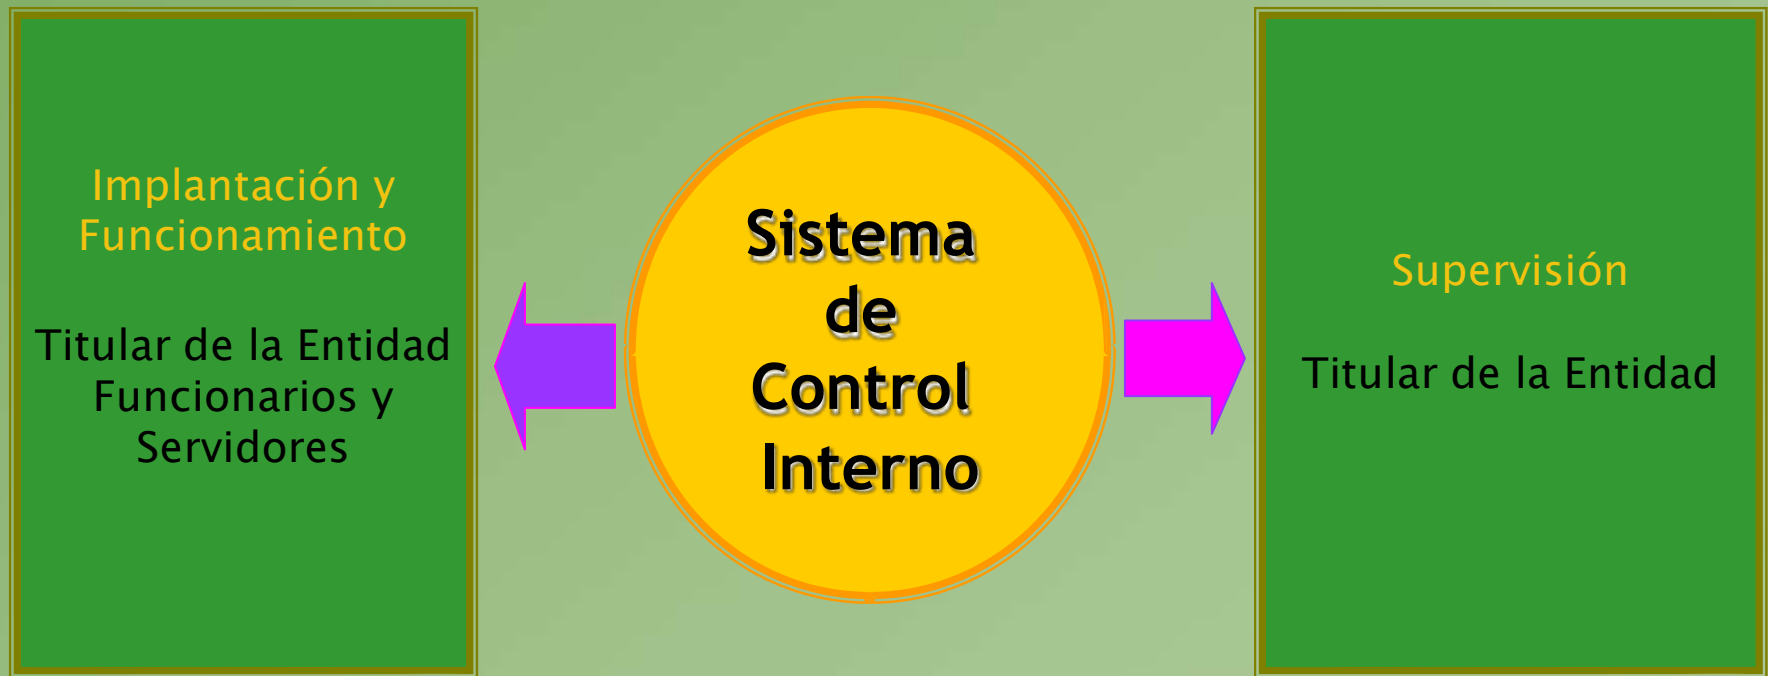 Implantación y
Funcionamiento
Titular de la Entidad
Funcionarios y
Servidores
Sistema
de
Control
Interno
Supervisión
Titular de la Entidad